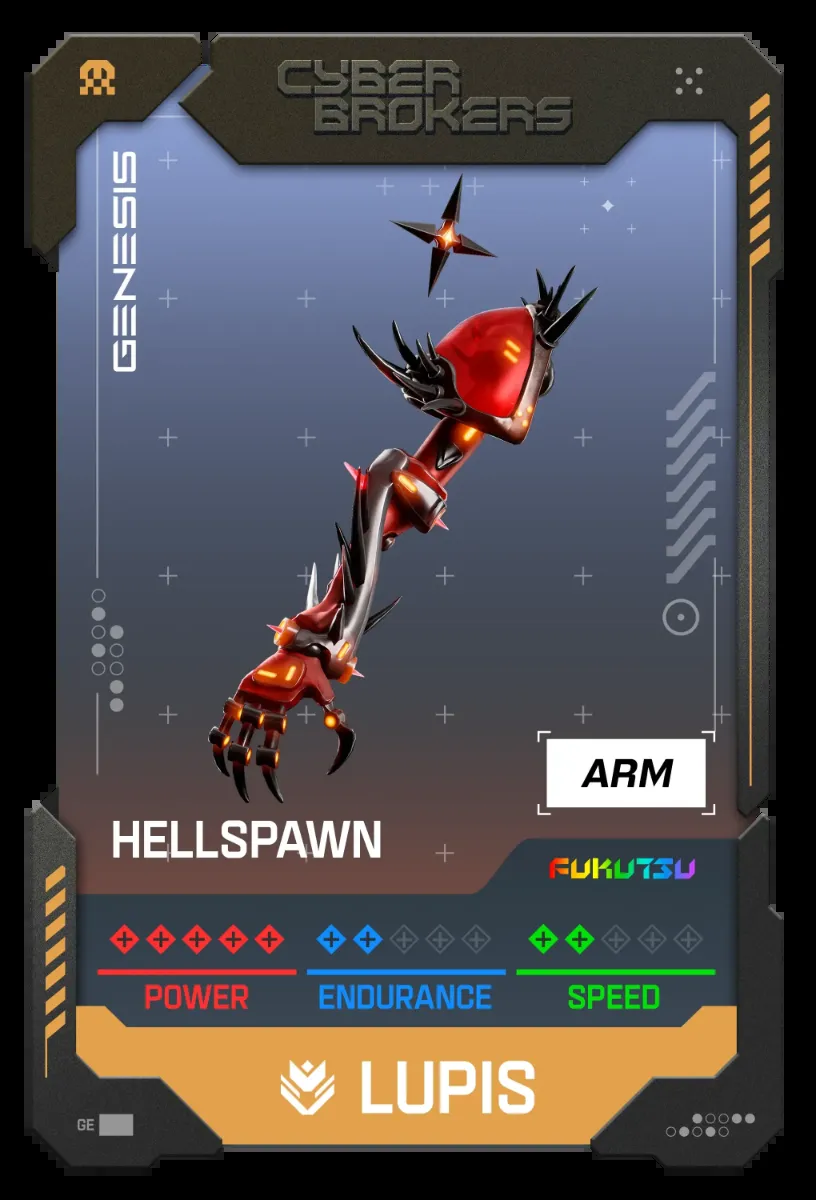 CYBER
BROKERS
GENESIS
ARM
HELLSPAWN
FUKUTSU
POWER
ENDURANCE
SPEED
LUPIS
GE